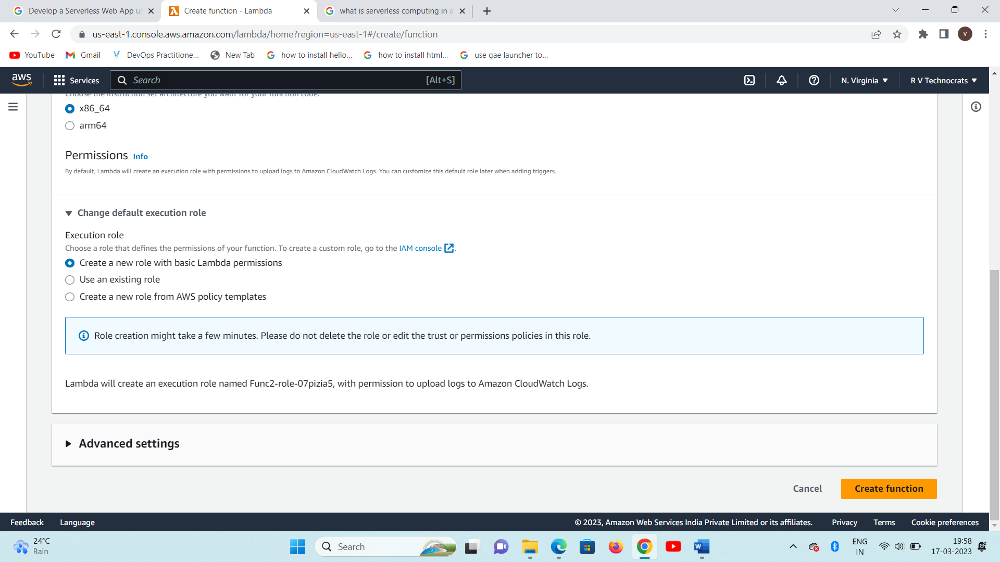 Develop a Serverless Web App us
Create function - Lambda
what is serverless computing in a
us-east-1.console.aws.amazon.com/lambda/home?region=us-east-1#/create/function
V
YouTube
Gmail
DevOps Practitione...
New Tab
how to install hello...
how to install html...
use gae launcher to...
aws
Services
Search
[Alt+S]
N. Virginia
R V Technocrats
Choose the instruction set architecture you want for your function code.
x86_64
arm64
Permissions Info
By default, Lambda will create an execution role with permissions to upload logs to Amazon CloudWatch Logs. You can customize this default role later when adding triggers.
Change default execution role
Execution role
Choose a role that defines the permissions of your function. To create a custom role, go to the IAM console.
Create a new role with basic Lambda permissions
Use an existing role
Create a new role from AWS policy templates
Role creation might take a few minutes. Please do not delete the role or edit the trust or permissions policies in this role.
Lambda will create an execution role named Func2-role-07pizia5, with permission to upload logs to Amazon CloudWatch Logs.
Advanced settings
Cancel
Create function
Feedback
Language
© 2023, Amazon Web Services India Private Limited or its affiliates.
Privacy
Terms
Cookie preferences
24°C
Rain
Search
ENG
IN
19:58
17-03-2023